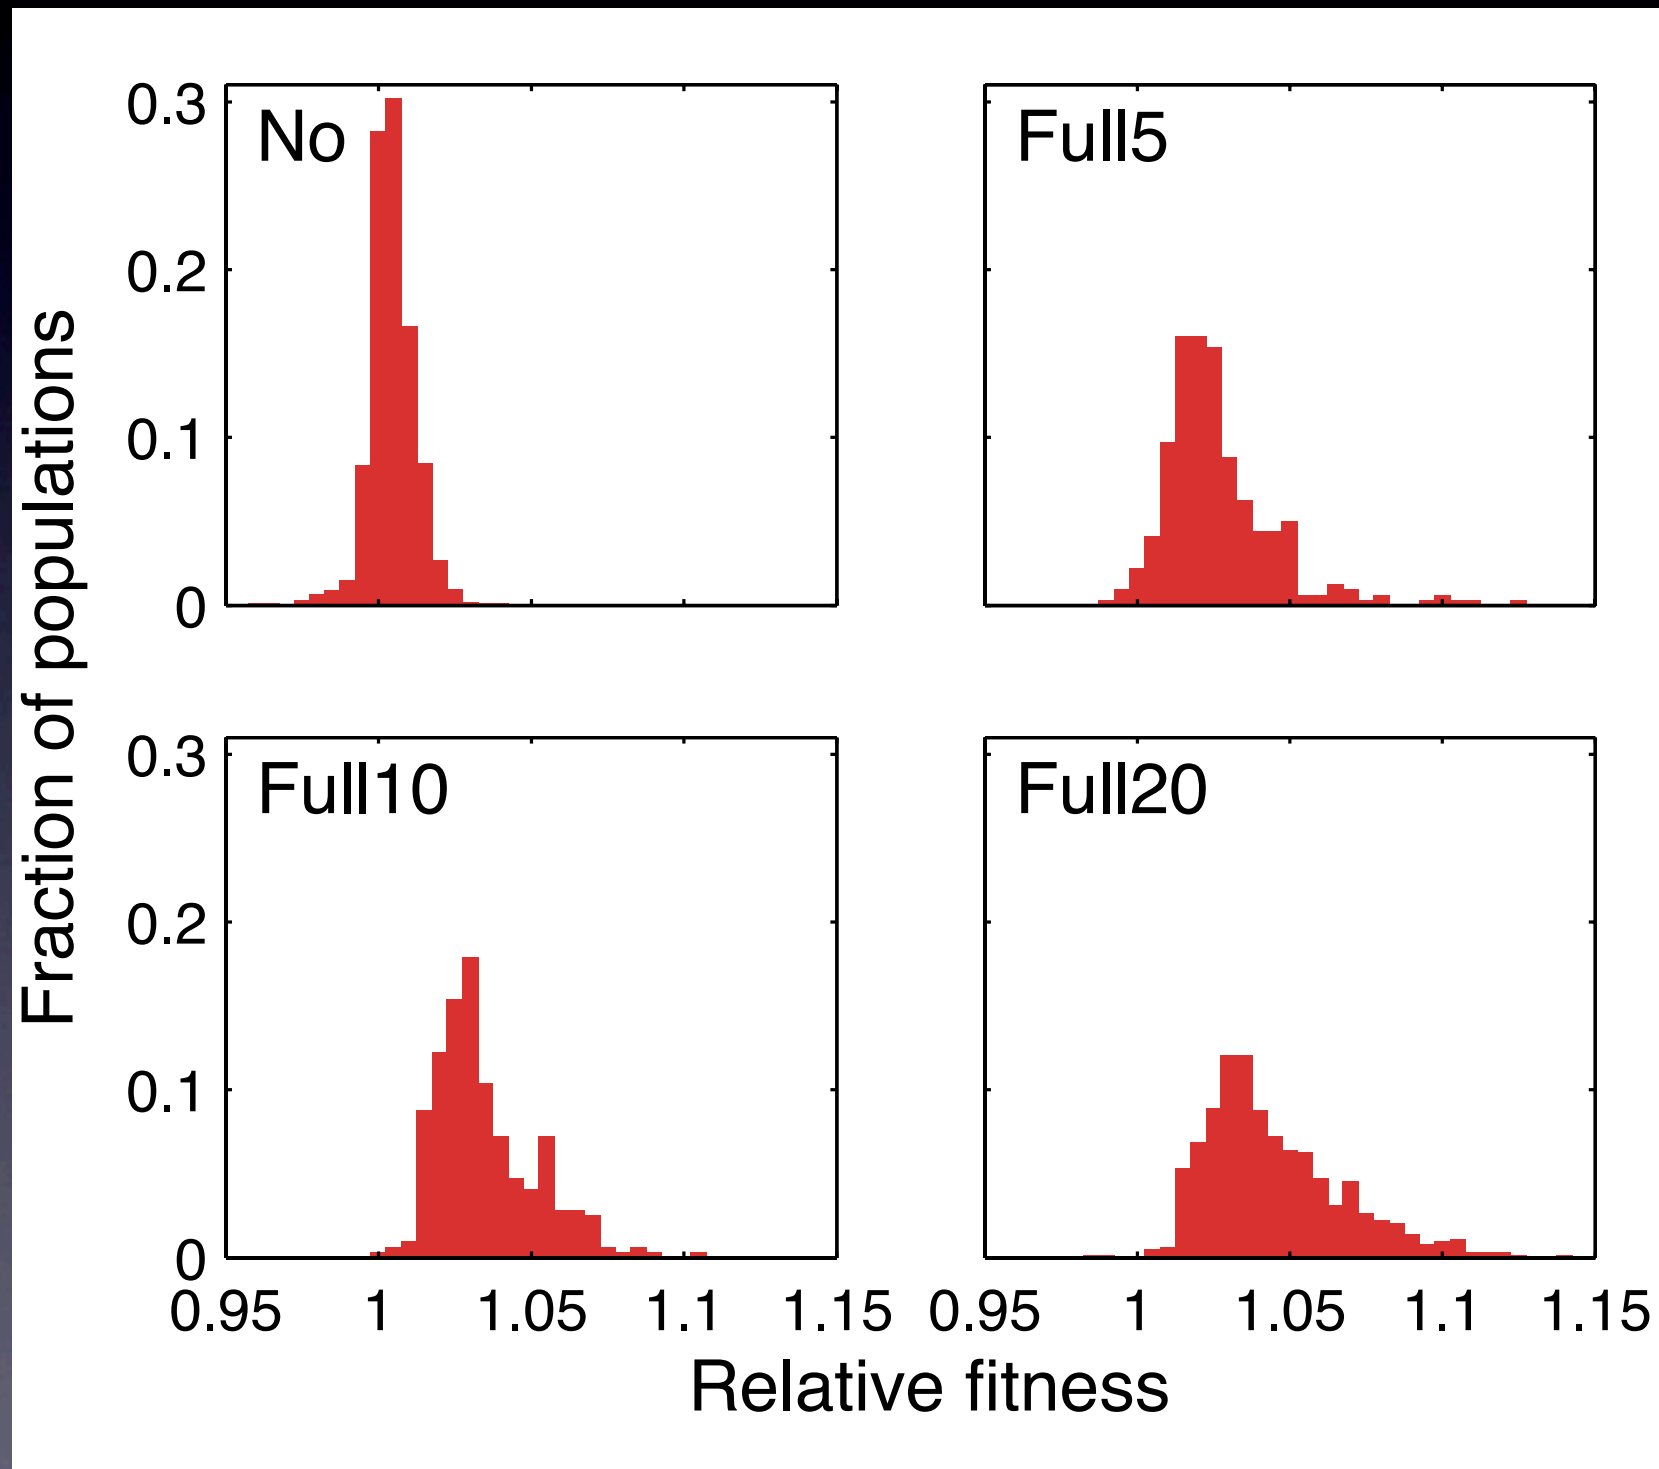 No
Full5
0.3
0.2
0.1
0
Fraction of populations
Full10
Full20
0.3
0.2
0.1
0
0.95 1 1.05 1.1 1.15 0.95 1 1.05 1.1 1.15
Relative fitness